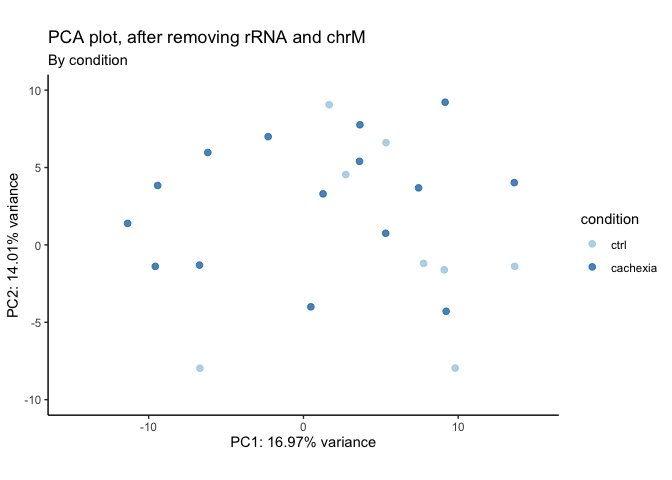 PCA plot, after removing rRNA and chrM
By condition
10
5
0
-5
-10
PC2: 14.01% variance
-10
0
10
PC1: 16.97% variance
condition
ctrl
cachexia